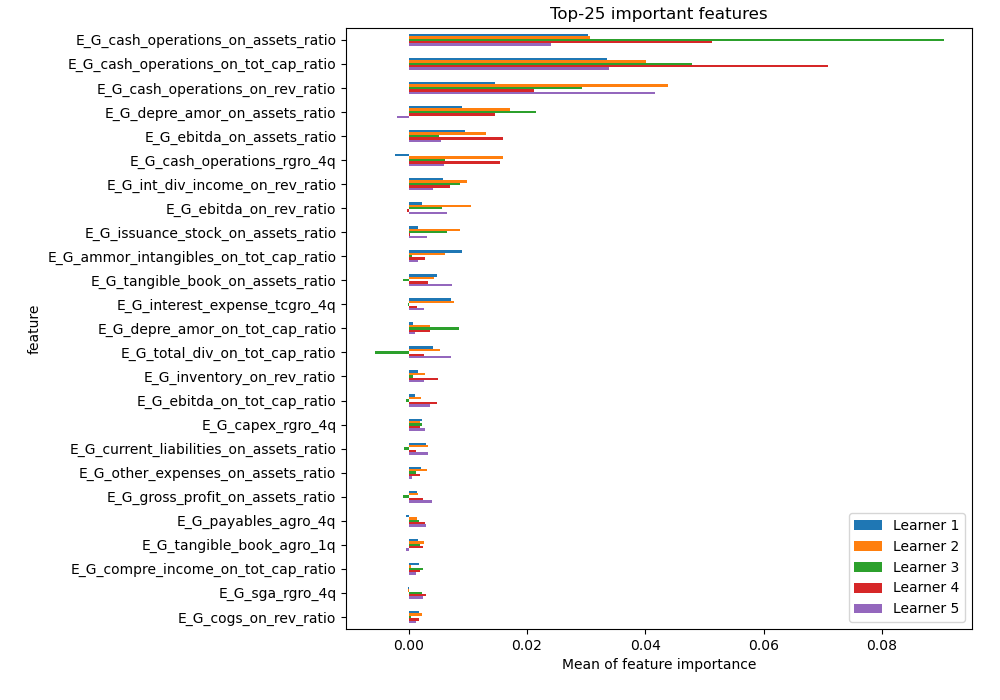 Top-25 important features
E_G_cash_operations_on_assets_ratio
E_G_cash_operations_on_tot_cap_ratio
E_G_cash_operations_on_rev_ratio
E_G_depre_amor_on_assets_ratio
E_G_ebitda_on_assets_ratio
E_G_cash_operations_rgro_4q
E_G_int_div_income_on_rev_ratio
E_G_ebitda_on_rev_ratio
E_G_issuance_stock_on_assets_ratio
E_G_ammor_intangibles_on_tot_cap_ratio
E_G_tangible_book_on_assets_ratio
E_G_interest_expense_tcgro_4q
E_G_depre_amor_on_tot_cap_ratio
E_G_total_div_on_tot_cap_ratio
E_G_inventory_on_rev_ratio
E_G_ebitda_on_tot_cap_ratio
E_G_capex_rgro_4q
E_G_current_liabilities_on_assets_ratio
E_G_other_expenses_on_assets_ratio
E_G_gross_profit_on_assets_ratio
E_G_payables_agro_4q
E_G_tangible_book_agro_1q
E_G_compre_income_on_tot_cap_ratio
E_G_sga_rgro_4q
E_G_cogs_on_rev_ratio
feature
Learner 1
Learner 2
Learner 3
Learner 4
Learner 5
0.00 0.02 0.04 0.06 0.08
Mean of feature importance